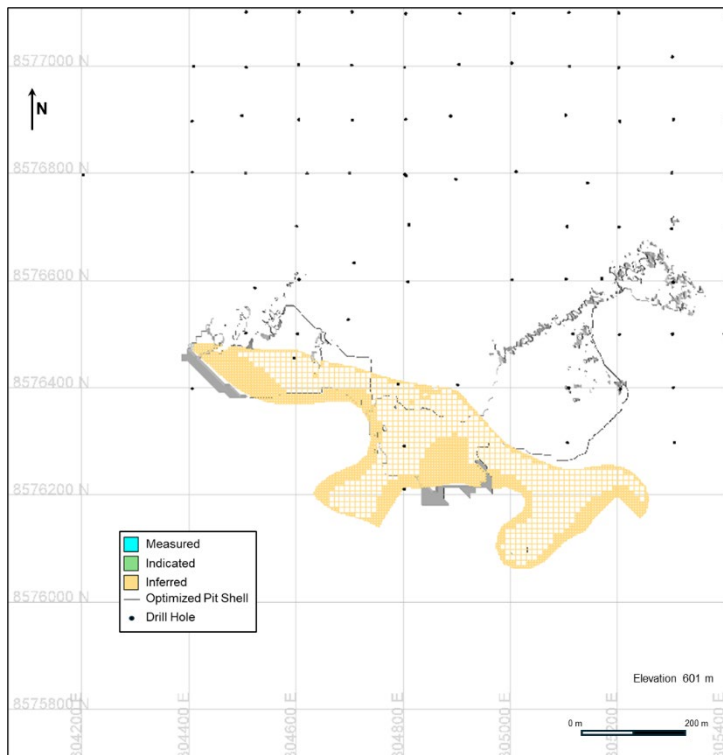 8577000 N
N
8576800 N
8576600 N
8576400 N
8576200 N
Measured
Indicated
Inferred
Optimized Pit Shell
Drill Hole
8576000 N
Elevation 601 m
8575800 N
0 m
200 m
804200 E
804400 E
804600 E
804800 E
805000 E
805200 E
805400 E